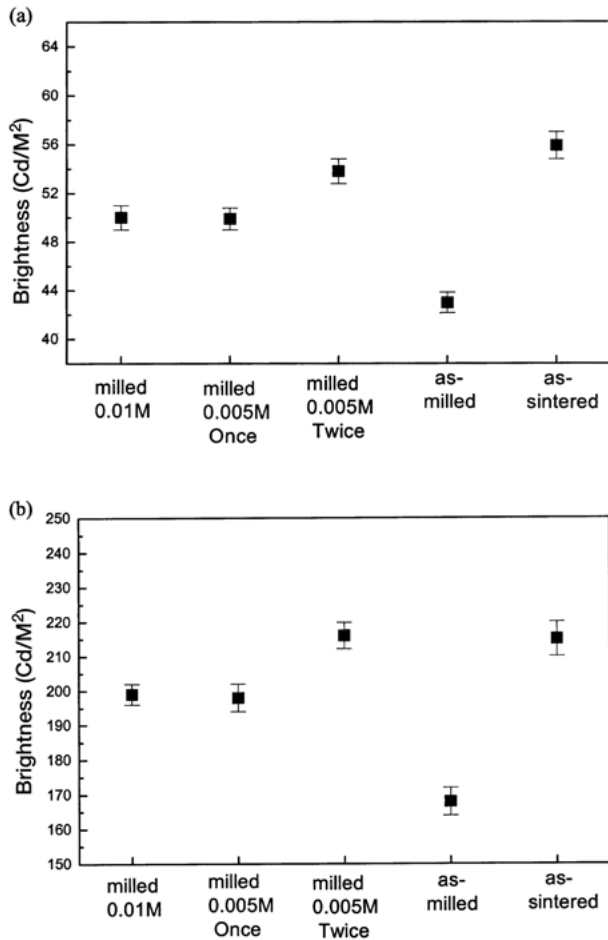 (a)
Brightness (Cd/M²)
64
60
56
52
48
44
40
milled
0.01M
milled
0.005M
Once
milled
0.005M
Twice
as-
milled
as-
sintered
(b)
Brightness (Cd/M²)
250
240
230
220
210
200
190
180
170
160
150
milled
0.01M
milled
0.005M
Once
milled
0.005M
Twice
as-
milled
as-
sintered